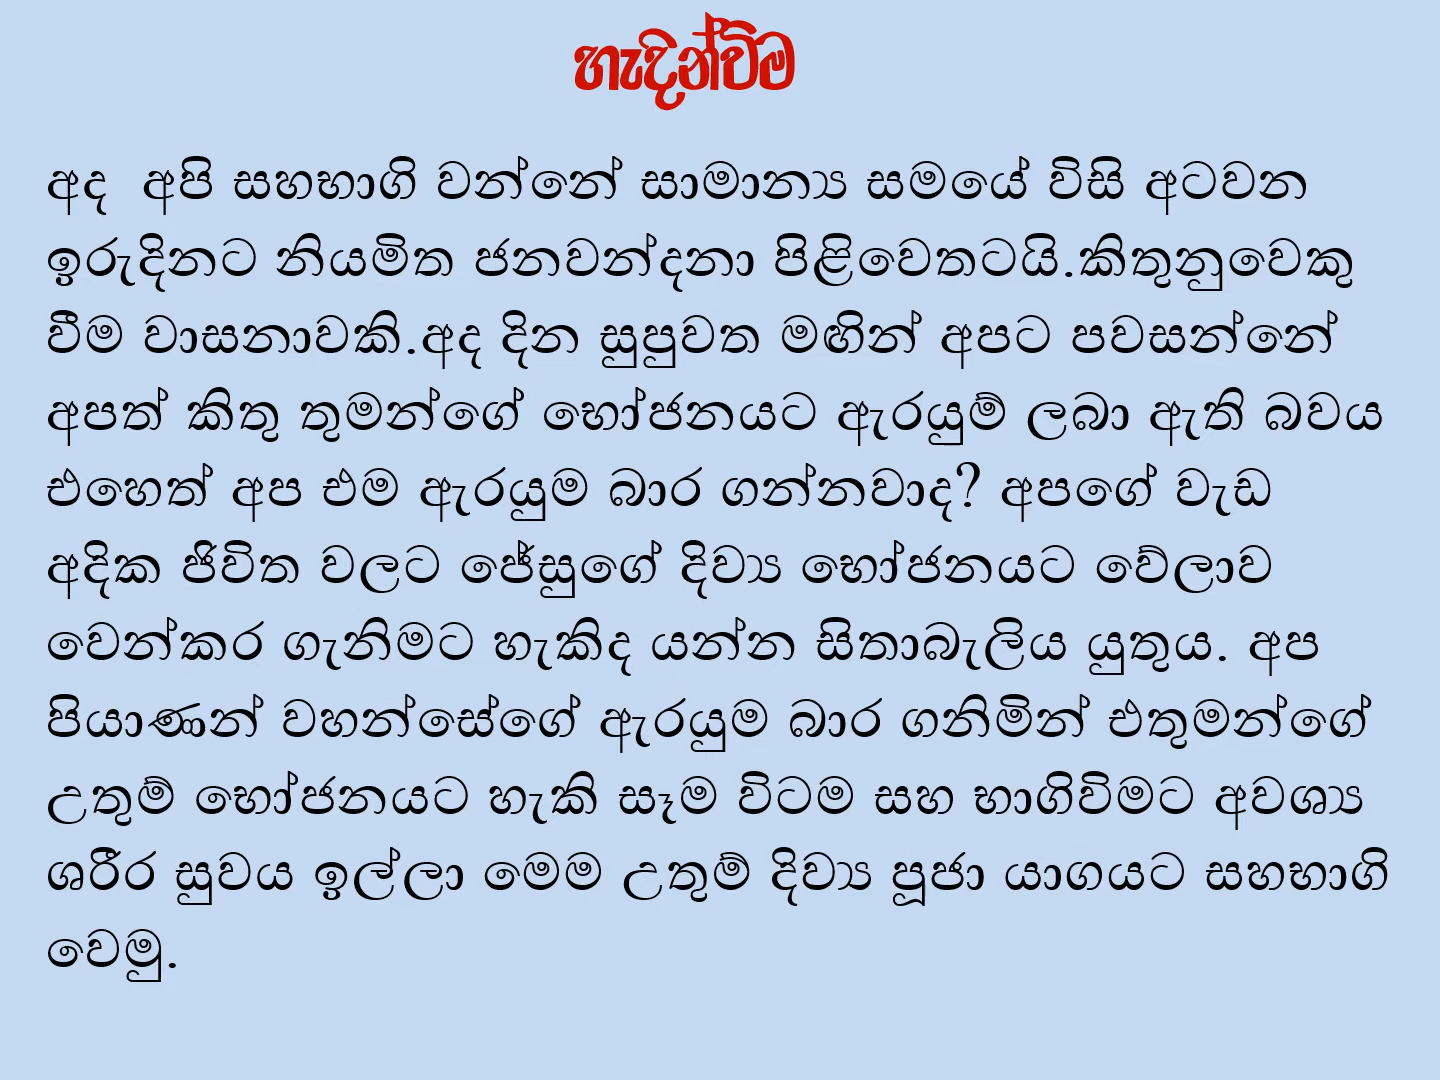 හැදින්වීම
අද අපි සහභාගි වන්නේ සාමාන්‍ය සමයේ විසි අටවන
ඉරුදිනට නියමිත ජනවන්දනා පිළිවෙතටයි.කිතුනුවෙකු
වීම වාසනාවකි.අද දින සුපුවත මඟින් අපට පවසන්නේ
අපත් කිතු තුමන්ගේ භෝජනයට ඇරයුම් ලබා ඇති බවය
එහෙත් අප එම ඇරයුම බාර ගන්නවාද? අපගේ වැඩ
අදික ජිවිත වලට ජේසුගේ දිව්‍ය භෝජනයට වේලාව
වෙන්කර ගැනිමට හැකිද යන්න සිතාබැලිය යුතුය. අප
පියාණන් වහන්සේගේ ඇරයුම බාර ගනිමින් එතුමන්ගේ
උතුම් භෝජනයට හැකි සෑම විටම සහ භාගිවිමට අවශ්‍ය
ශරීර සුවය ඉල්ලා මෙම උතුම් දිව්‍ය පූජා යාගයට සහභාගි
වෙමු.